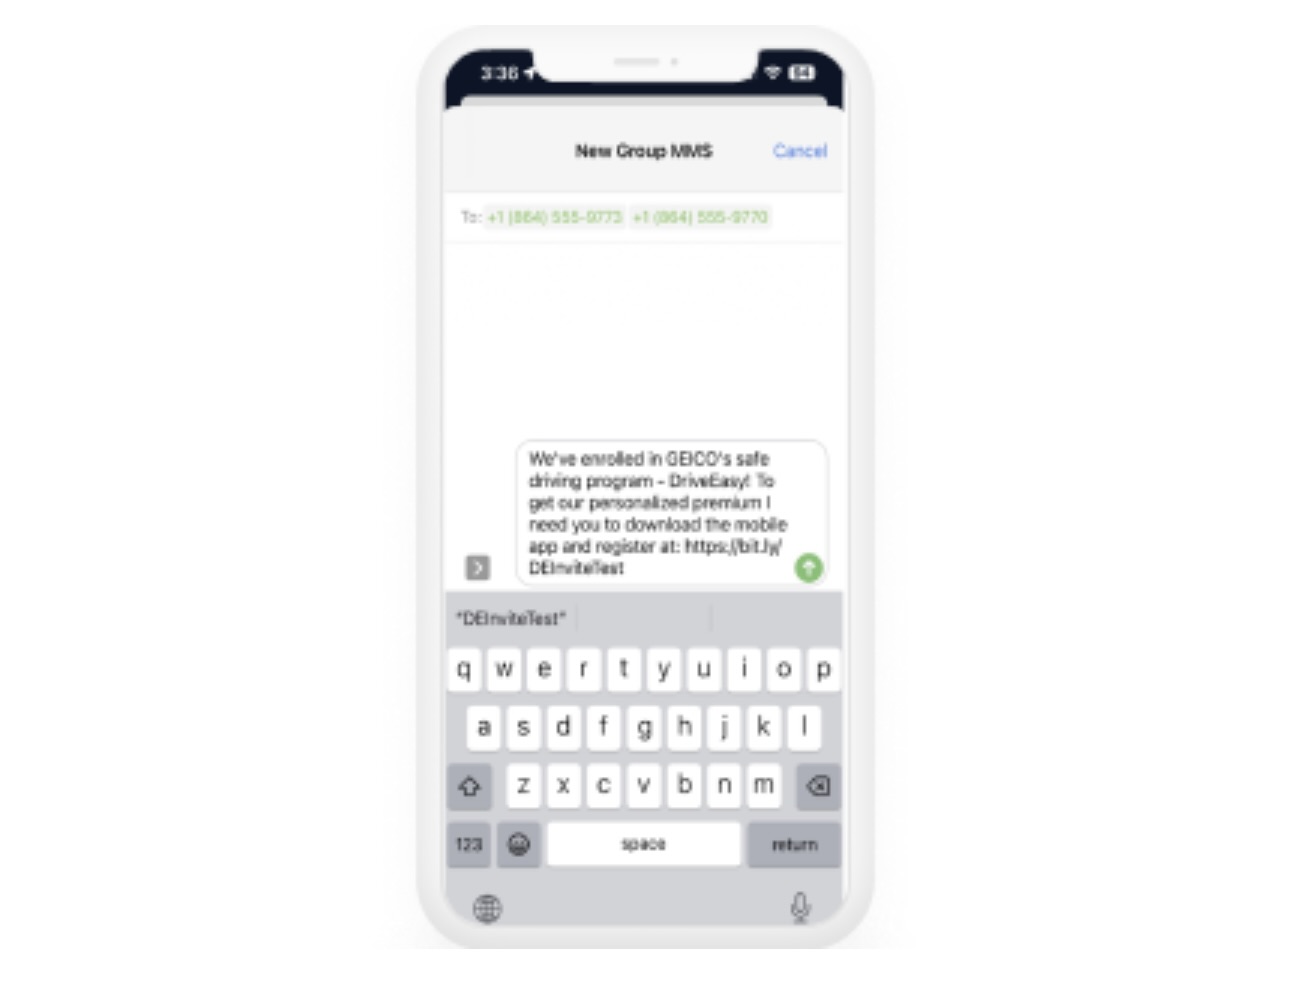 3:36
64
New Group MMS Cancel
To: +1 (864) 555-9773 +1 (864) 555-9770
We've enrolled in GEICO's safe
driving program - DriveEasy! To
get our personalized premium I
need you to download the mobile
app and register at: https://bit.ly/
DEInviteTest
"DEInviteTest"
q w e r t y u i o p
a s d f g h j k l
z x c v b n m
123 space return